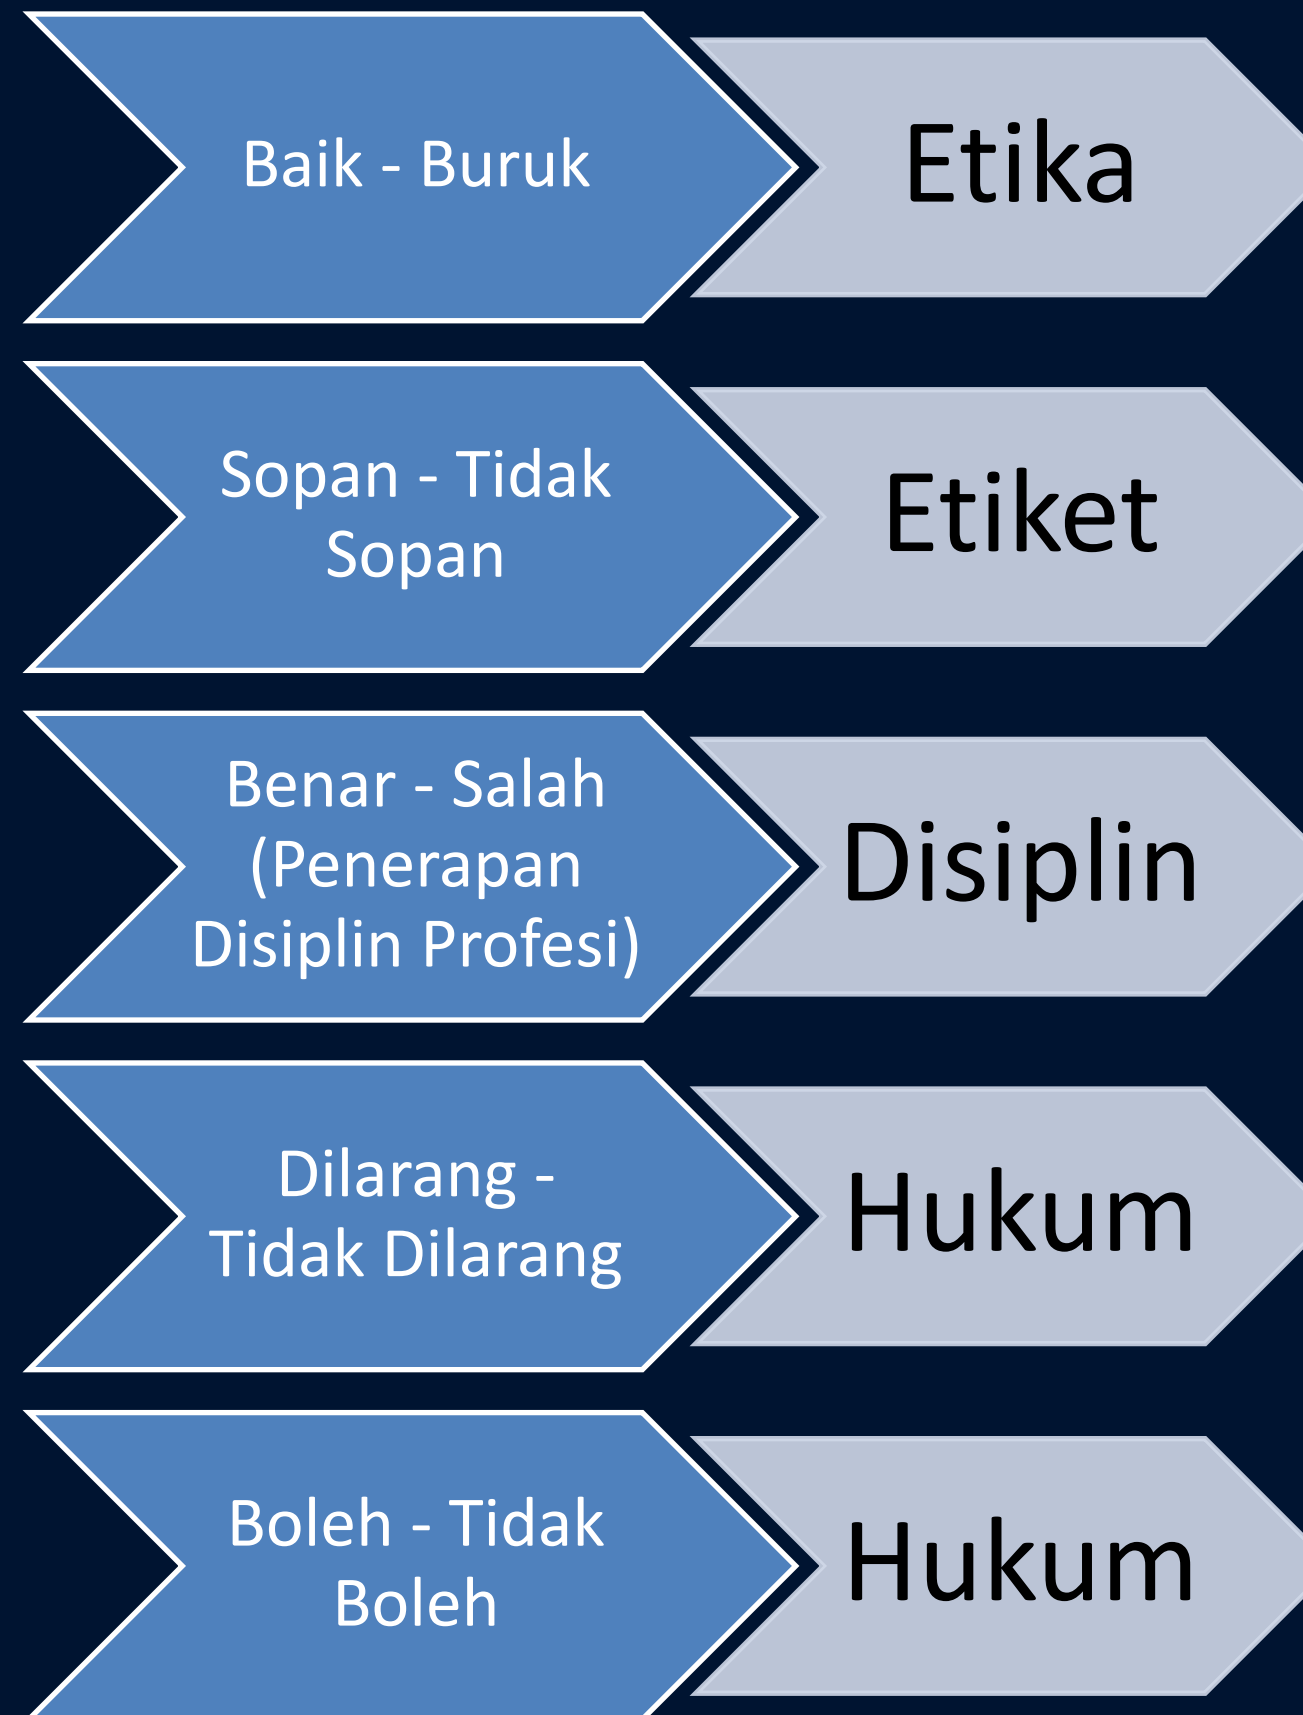 Baik - Buruk
Etika
Sopan - Tidak
Sopan
Etiket
Benar - Salah
(Penerapan
Disiplin Profesi)
Disiplin
Dilarang -
Tidak Dilarang
Hukum
Boleh - Tidak
Boleh
Hukum